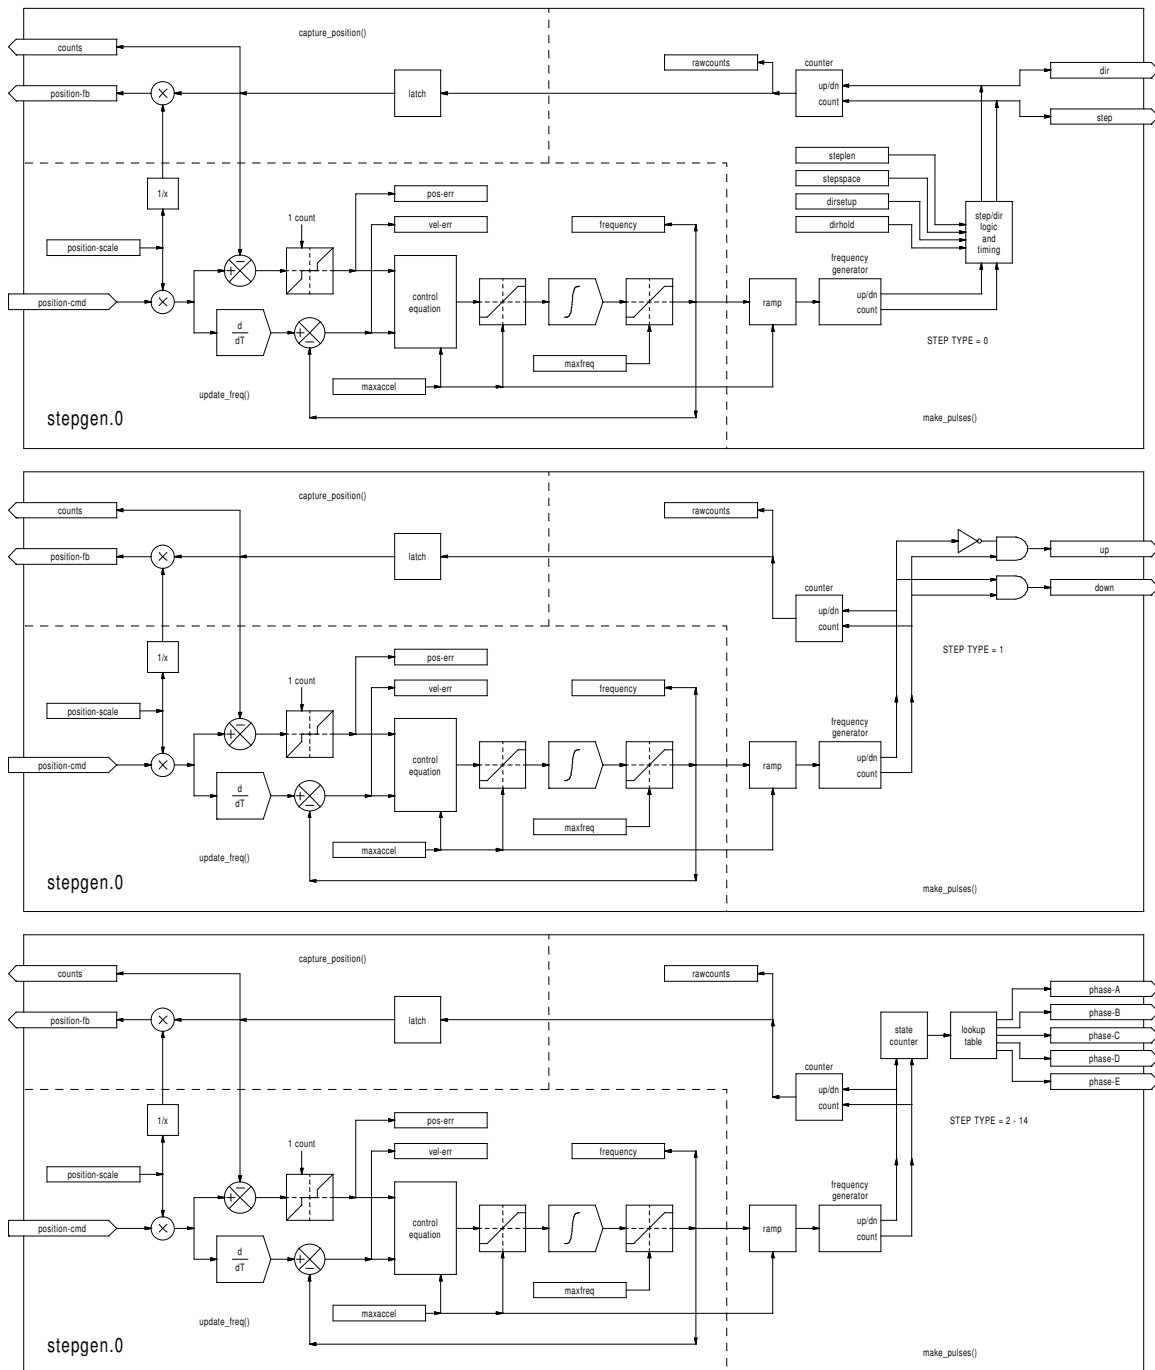 capture_position()
counts
rawcounts
counter
dir
position-fb
latch
up/dn
count
step
steplen
1/x
1 count
pos-err
stepspace
vel-err
frequency
dirsetup
dirhold
step/dir
logic
and
timing
position-scale
+
−
position-cmd
control
equation
ramp
frequency
generator
up/dn
count
d
dT
+
−
STEP TYPE = 0
maxfreq
maxaccel
update_freq()
stepgen.0
make_pulses()
capture_position()
counts
rawcounts
position-fb
latch
up
down
counter
up/dn
count
1/x
1 count
pos-err
STEP TYPE = 1
vel-err
frequency
position-scale
+
−
position-cmd
control
equation
ramp
frequency
generator
up/dn
count
d
dT
+
−
maxfreq
maxaccel
update_freq()
stepgen.0
make_pulses()
capture_position()
counts
rawcounts
phase-A
position-fb
latch
phase-B
state
counter
lookup
table
phase-C
phase-D
phase-E
counter
up/dn
count
1/x
1 count
pos-err
STEP TYPE = 2 - 14
vel-err
frequency
position-scale
+
−
position-cmd
control
equation
ramp
frequency
generator
up/dn
count
d
dT
+
−
maxfreq
maxaccel
update_freq()
stepgen.0
make_pulses()